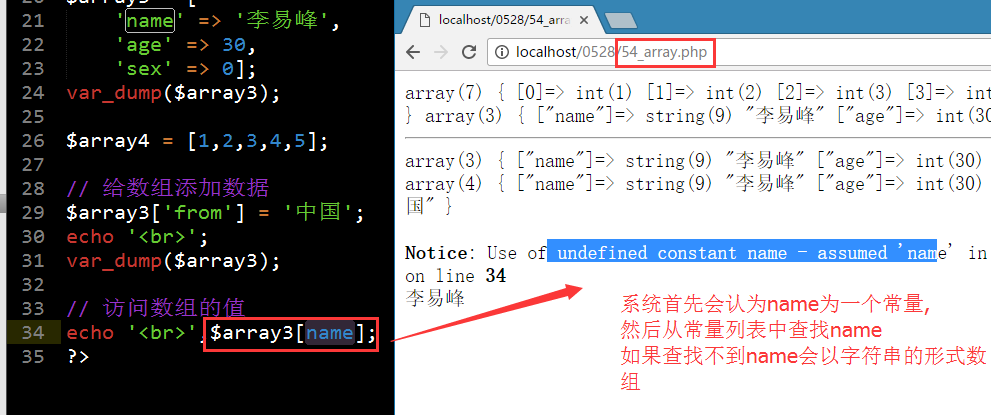 20 $array3 = [
21 'name' => '李易峰',
22 'age' => 30,
23 'sex' => 0];
24 var_dump($array3);
25
26 $array4 = [1,2,3,4,5];
27
28 // 给数组添加数据
29 $array3['from'] = '中国';
30 echo '<br>';
31 var_dump($array3);
32
33 // 访问数组的值
34 echo '<br>',$array3[name];
35 ?>
localhost/0528/54_arra
localhost/0528/54_array.php
array(7) { [0]=> int(1) [1]=> int(2) [2]=> int(3) [3]=> int
} array(3) { ["name"]=> string(9) "李易峰" ["age"]=> int(30
array(3) { ["name"]=> string(9) "李易峰" ["age"]=> int(30)
array(4) { ["name"]=> string(9) "李易峰" ["age"]=> int(30)
国" }
Notice: Use of undefined constant name - assumed 'name' in
on line 34
李易峰
系统首先会认为name为一个常量,
然后从常量列表中查找name
如果查找不到name会以字符串的形式数
组